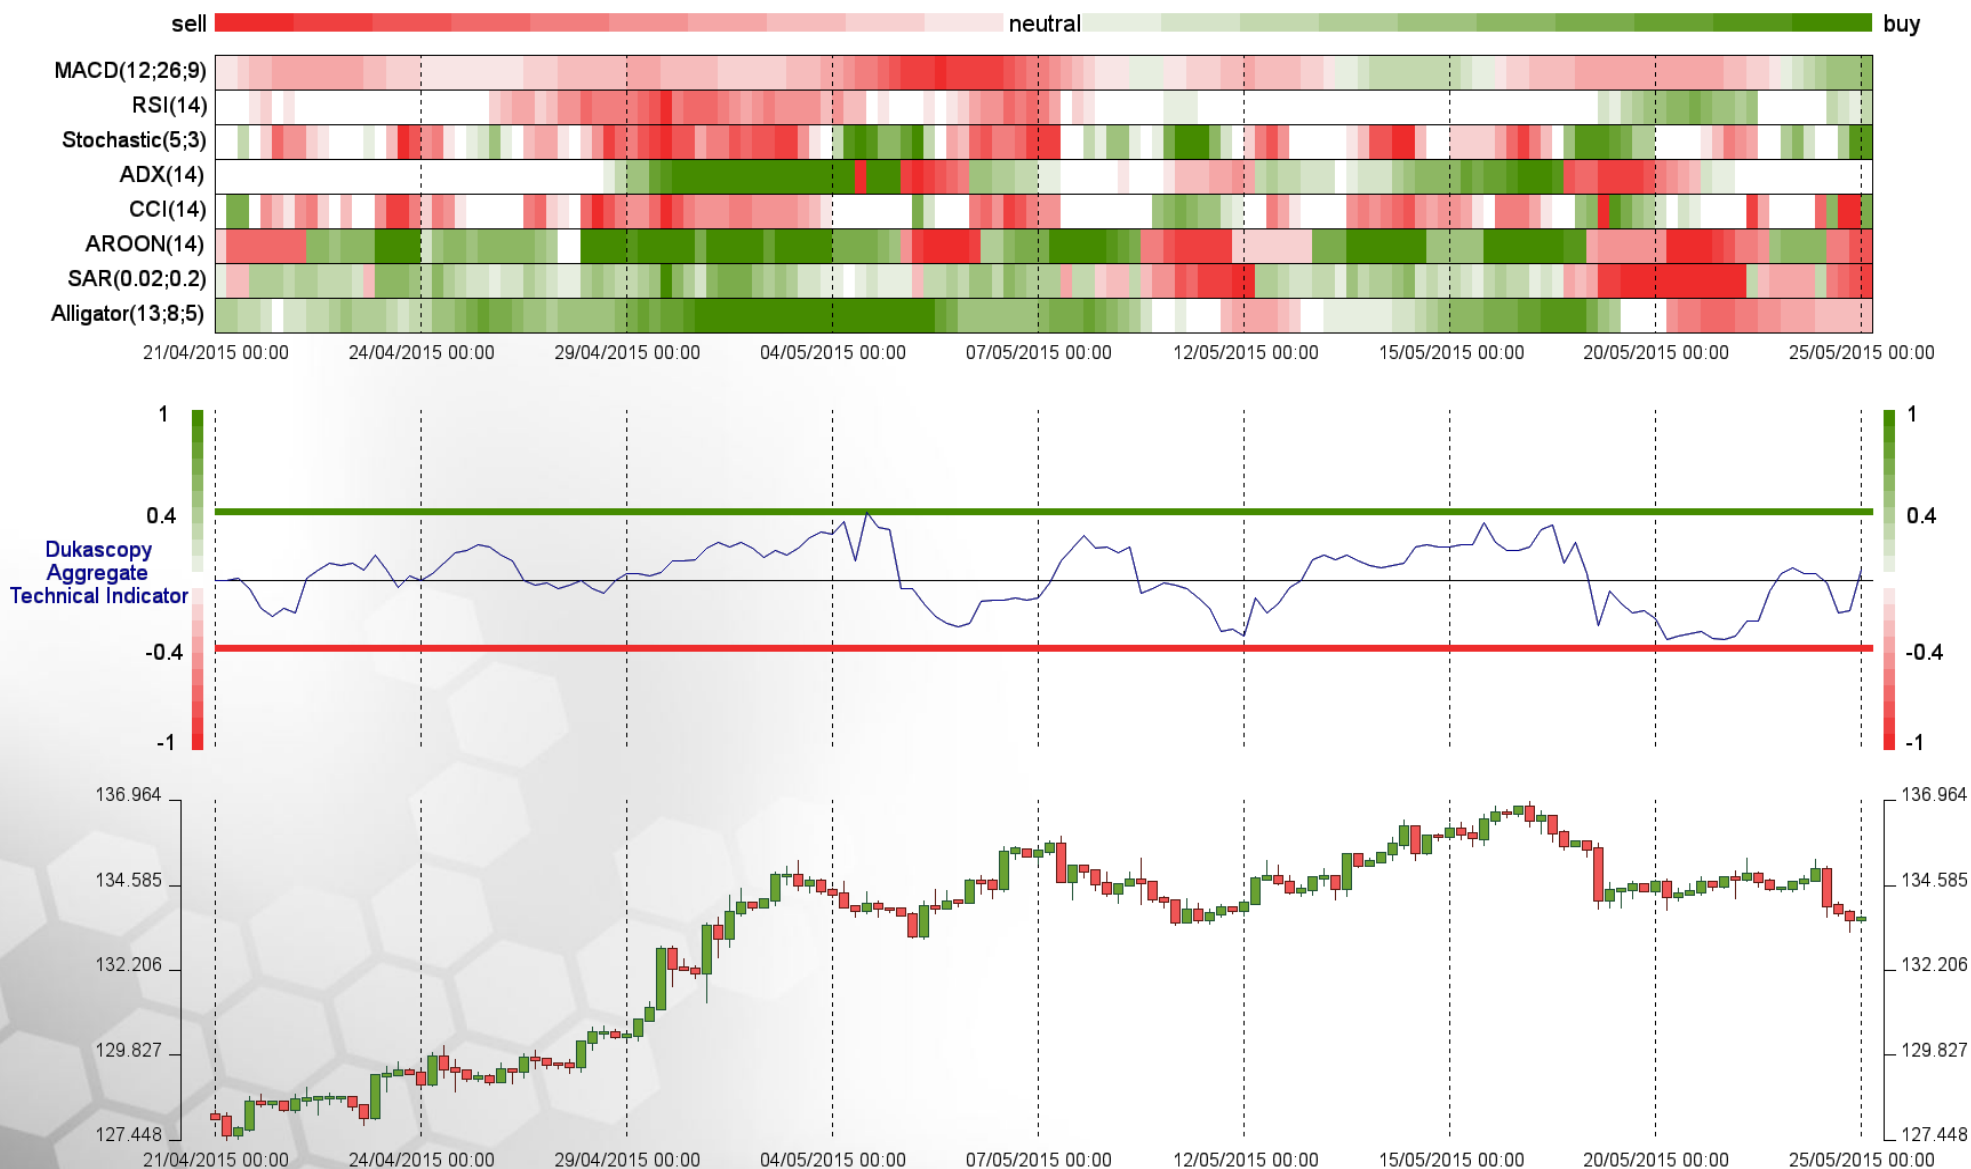 sell neutral buy
MACD(12;26;9)
RSI(14)
Stochastic(5;3)
ADX(14)
CCI(14)
AROON(14)
SAR(0.02;0.2)
Alligator(13;8;5)
21/04/2015 00:00 24/04/2015 00:00 29/04/2015 00:00 04/05/2015 00:00 07/05/2015 00:00 12/05/2015 00:00 15/05/2015 00:00 20/05/2015 00:00 25/05/2015 00:00
1 1
0.4 0.4
Dukascopy
Aggregate
Technical Indicator
-0.4 -0.4
-1 -1
136.964 136.964
134.585 134.585
132.206 132.206
129.827 129.827
127.448 127.448
21/04/2015 00:00 24/04/2015 00:00 29/04/2015 00:00 04/05/2015 00:00 07/05/2015 00:00 12/05/2015 00:00 15/05/2015 00:00 20/05/2015 00:00 25/05/2015 00:00